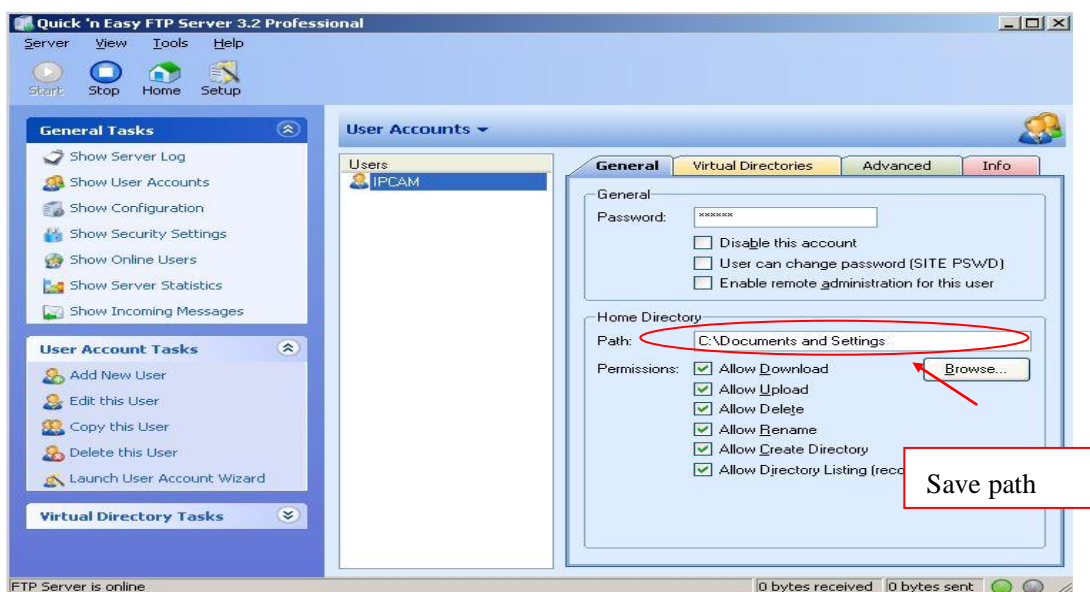 Quick 'n Easy FTP Server 3.2 Professional
Server View Tools Help
Start Stop Home Setup
General Tasks
Show Server Log
Show User Accounts
Show Configuration
Show Security Settings
Show Online Users
Show Server Statistics
Show Incoming Messages
User Account Tasks
Add New User
Edit this User
Copy this User
Delete this User
Launch User Account Wizard
Virtual Directory Tasks
User Accounts
Users
IPCAM
General Virtual Directories Advanced Info
General
Password: ××××××
Disable this account
User can change password (SITE PSWD)
Enable remote administration for this user
Home Directory
Path: C:\Documents and Settings
Permissions: Allow Download Browse...
Allow Upload
Allow Delete
Allow Rename
Allow Create Directory
Allow Directory Listing
Save path
FTP Server is online 0 bytes received 0 bytes sent